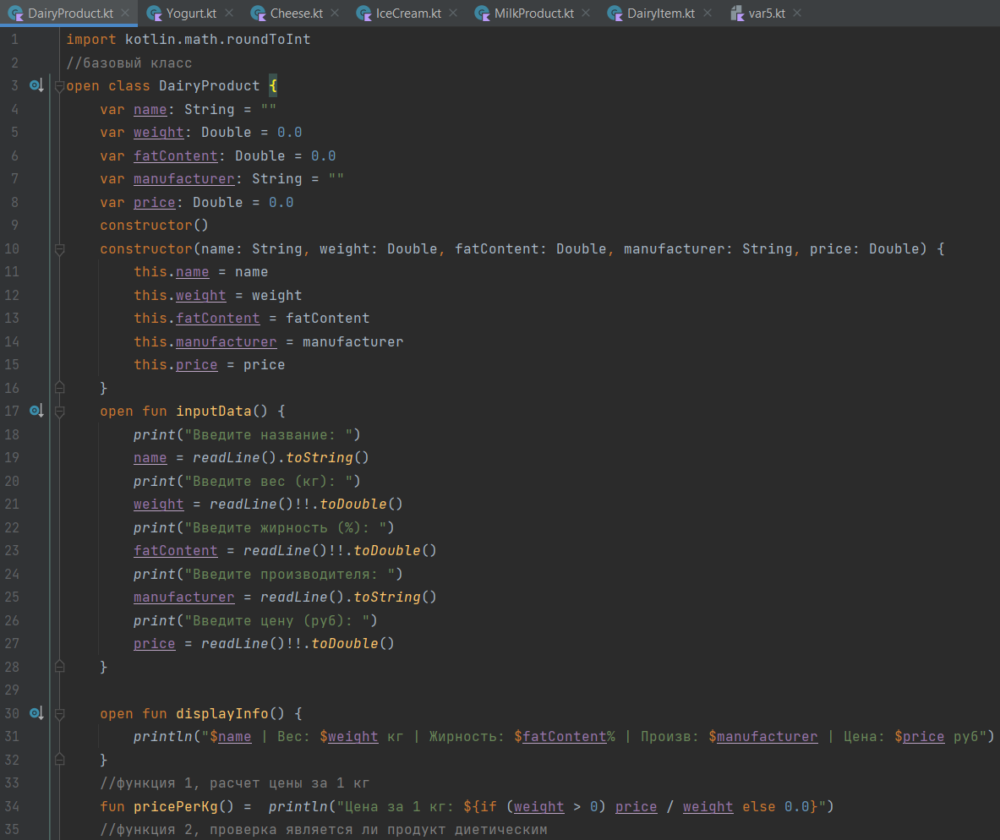 DairyProduct.kt Yogurt.kt Cheese.kt IceCream.kt MilkProduct.kt DairyItem.kt var5.kt
1 import kotlin.math.roundToInt
2 //базовый класс
3 open class DairyProduct {
4     var name: String = ""
5     var weight: Double = 0.0
6     var fatContent: Double = 0.0
7     var manufacturer: String = ""
8     var price: Double = 0.0
9     constructor()
10     constructor(name: String, weight: Double, fatContent: Double, manufacturer: String, price: Double) {
11         this.name = name
12         this.weight = weight
13         this.fatContent = fatContent
14         this.manufacturer = manufacturer
15         this.price = price
16     }
17     open fun inputData() {
18         print("Введите название: ")
19         name = readLine().toString()
20         print("Введите вес (кг): ")
21         weight = readLine()!!.toDouble()
22         print("Введите жирность (%): ")
23         fatContent = readLine()!!.toDouble()
24         print("Введите производителя: ")
25         manufacturer = readLine().toString()
26         print("Введите цену (руб): ")
27         price = readLine()!!.toDouble()
28     }
29
30     open fun displayInfo() {
31         println("$name | Вес: $weight кг | Жирность: $fatContent% | Произв: $manufacturer | Цена: $price руб")
32     }
33     //функция 1, расчет цены за 1 кг
34     fun pricePerKg() =  println("Цена за 1 кг: ${if (weight > 0) price / weight else 0.0}")
35     //функция 2, проверка является ли продукт диетическим